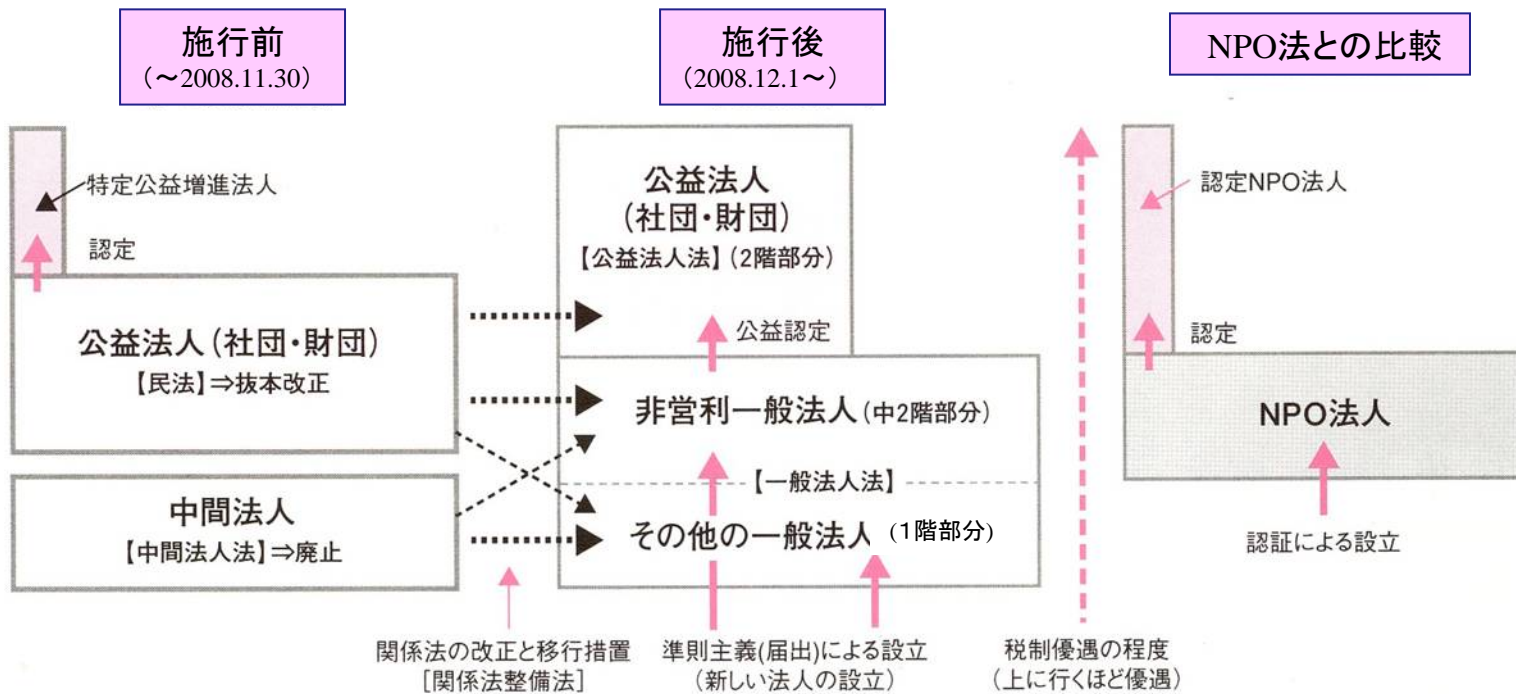 施行前
（～2008.11.30）
特定公益増進法人
認定
公益法人（社団・財団）
【民法】⇒抜本改正
中間法人
【中間法人法】⇒廃止
関係法の改正と移行措置
［関係法整備法］
施行後
（2008.12.1～）
公益法人
（社団・財団）
【公益法人法】（2階部分）
公益認定
非営利一般法人（中2階部分）
【一般法人法】
その他の一般法人 (1階部分)
準則主義(届出)による設立
（新しい法人の設立）
税制優遇の程度
（上に行くほど優遇）
NPO法との比較
認定NPO法人
認定
NPO法人
認証による設立